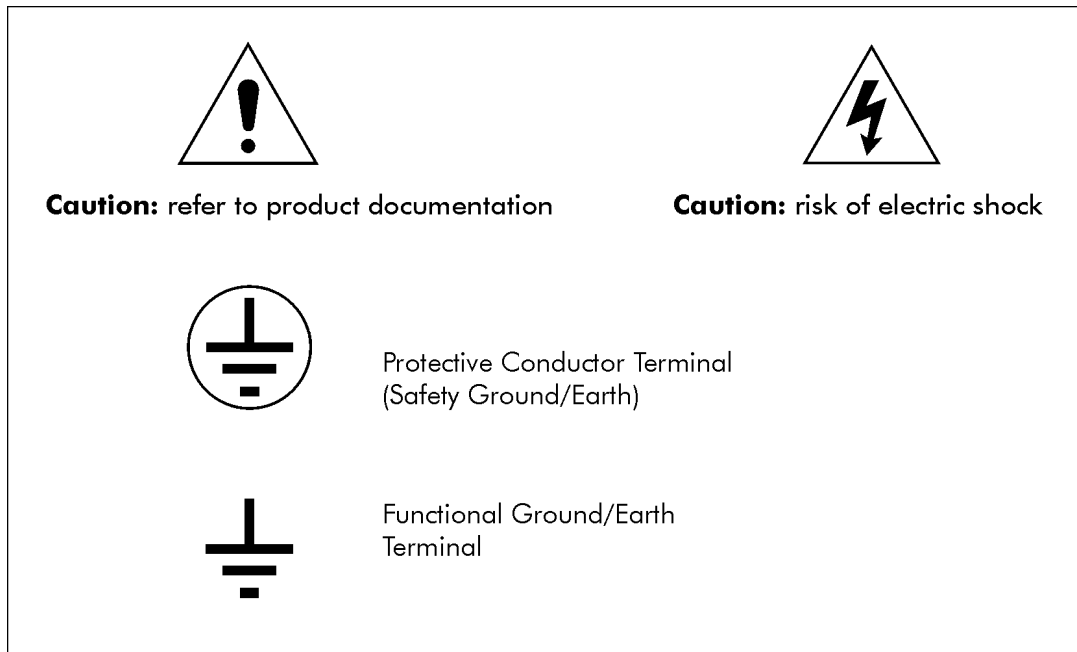 Caution: refer to product documentation
Caution: risk of electric shock
Protective Conductor Terminal
(Safety Ground/Earth)
Functional Ground/Earth
Terminal